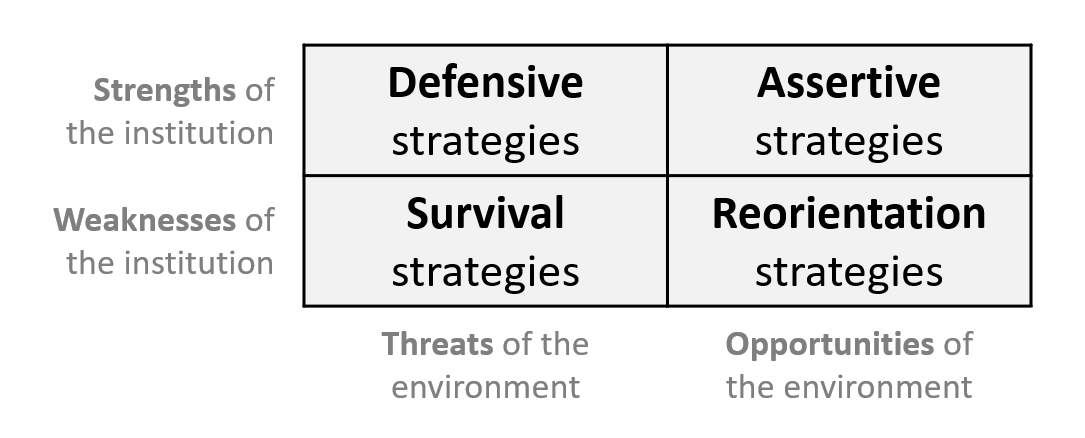 Strengths of
the institution
Defensive
strategies
Assertive
strategies
Weaknesses of
the institution
Survival
strategies
Reorientation
strategies
Threats of the
environment
Opportunities of
the environment